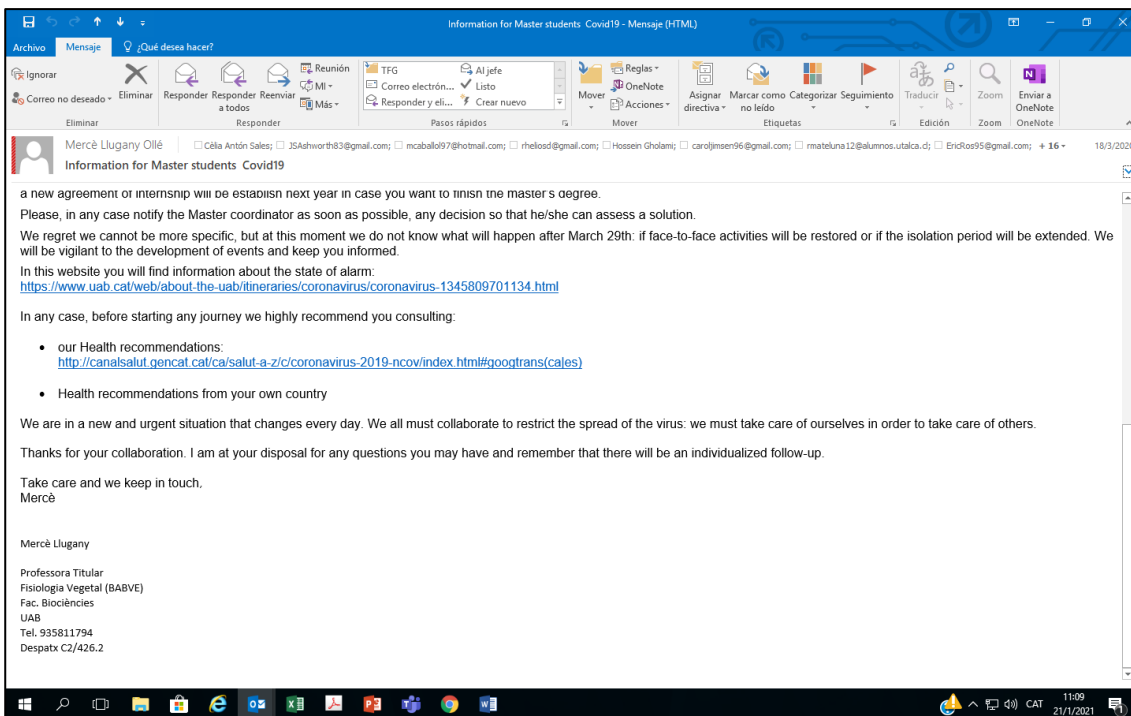 Information for Master students Covid19 - Mensaje (HTML)
Archivo Mensaje ¿Qué desea hacer?
Ignorar
Correo no deseado
Eliminar
Responder
Responder a todos
Reenviar
Reunión
MI
Más
TFG
Correo electrón...
Responder y eli...
Al jefe
Listo
Crear nuevo
Mover
Reglas
OneNote
Acciones
Asignar directiva
Marcar como no leído
Categorizar
Seguimiento
Traducir
Zoom
Enviar a OneNote
Eliminar Responder Pasos rápidos Mover Etiquetas Edición Zoom OneNote
Mercè Llugany Ollé Cèlia Antón Sales; JSAshworth83@gmail.com; mcaballol97@hotmail.com; rheliosd@gmail.com; Hossein Gholami; caroljimsen96@gmail.com; rmateluna12@alumnos.utalca.cl; EricRos95@gmail.com; + 16 18/3/2020
Information for Master students Covid19
a new agreement of internship will be establish next year in case you want to finish the master's degree.
Please, in any case notify the Master coordinator as soon as possible, any decision so that he/she can assess a solution.
We regret we cannot be more specific, but at this moment we do not know what will happen after March 29th: if face-to-face activities will be restored or if the isolation period will be extended. We
will be vigilant to the development of events and keep you informed.
In this website you will find information about the state of alarm:
https://www.uab.cat/web/about-the-uab/itineraries/coronavirus/coronavirus-1345809701134.html
In any case, before starting any journey we highly recommend you consulting:
• our Health recommendations:
http://canalsalut.gencat.cat/ca/salut-a-z/c/coronavirus-2019-ncov/index.html#googtrans(ca|es)
• Health recommendations from your own country
We are in a new and urgent situation that changes every day. We all must collaborate to restrict the spread of the virus: we must take care of ourselves in order to take care of others.
Thanks for your collaboration. I am at your disposal for any questions you may have and remember that there will be an individualized follow-up.
Take care and we keep in touch,
Mercè
Mercè Llugany
Professora Titular
Fisiologia Vegetal (BABVE)
Fac. Biociències
UAB
Tel. 935811794
Despatx C2/426.2
CAT 11:09
21/1/2021